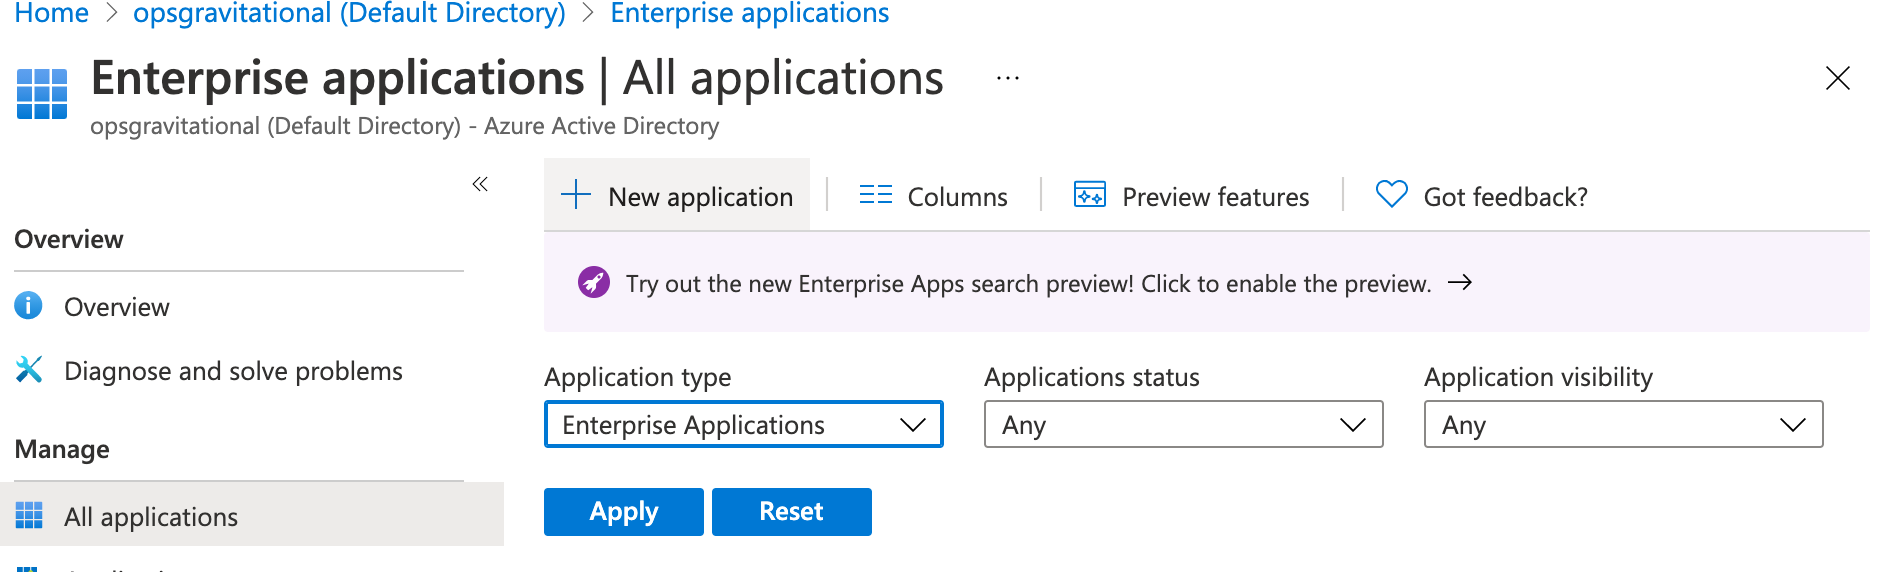 Home > opsgravitational (Default Directory) > Enterprise applications
Enterprise applications | All applications ...
opsgravitational (Default Directory) - Azure Active Directory
«
New application
Columns
Preview features
Got feedback?
Overview
Try out the new Enterprise Apps search preview! Click to enable the preview. →
Overview
Diagnose and solve problems
Application type
Applications status
Application visibility
Enterprise Applications
Any
Any
Manage
Apply
Reset
All applications